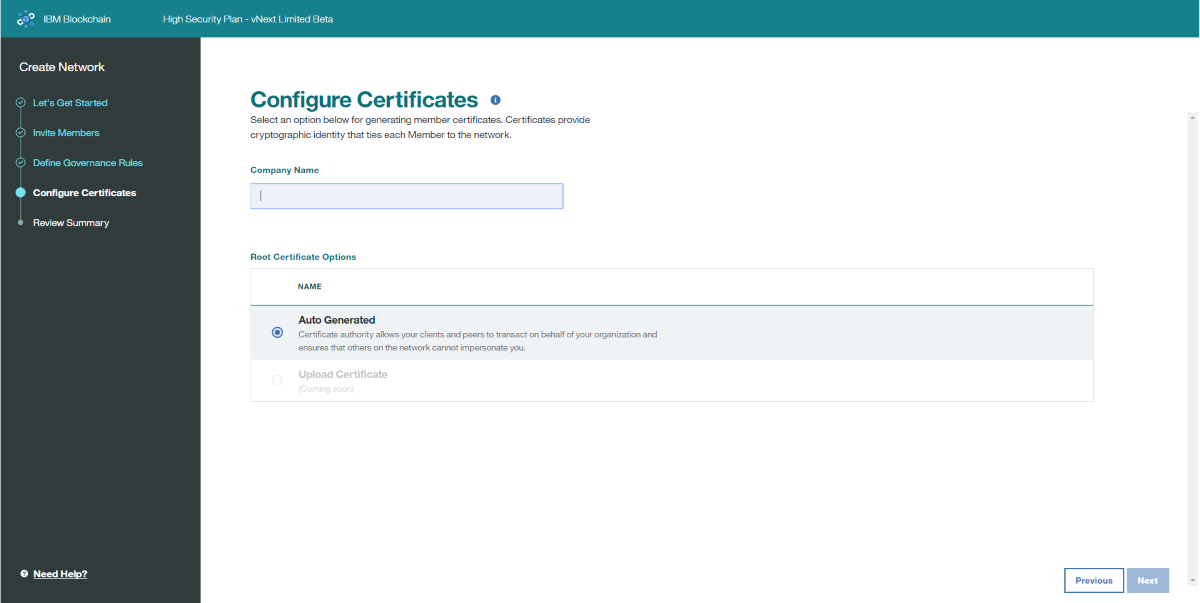 IBM Blockchain
High Security Plan - vNext Limited Beta
Create Network
Let's Get Started
Invite Members
Define Governance Rules
Configure Certificates
Review Summary
Need Help?
Configure Certificates
Select an option below for generating member certificates. Certificates provide
cryptographic identity that ties each Member to the network.
Company Name
Root Certificate Options
NAME
Auto Generated
Certificate authority allows your clients and peers to transact on behalf of your organization and
ensures that others on the network cannot impersonate you.
Upload Certificate
(Coming soon)
Previous
Next